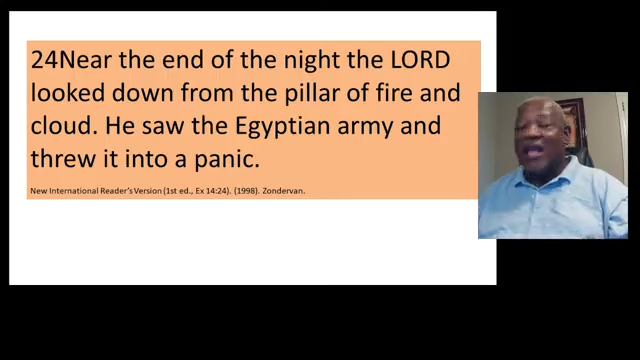 24Near the end of the night the LORD
looked down from the pillar of fire and
cloud. He saw the Egyptian army and
threw it into a panic.
New International Reader's Version (1st ed., Ex 14:24). (1998). Zondervan.